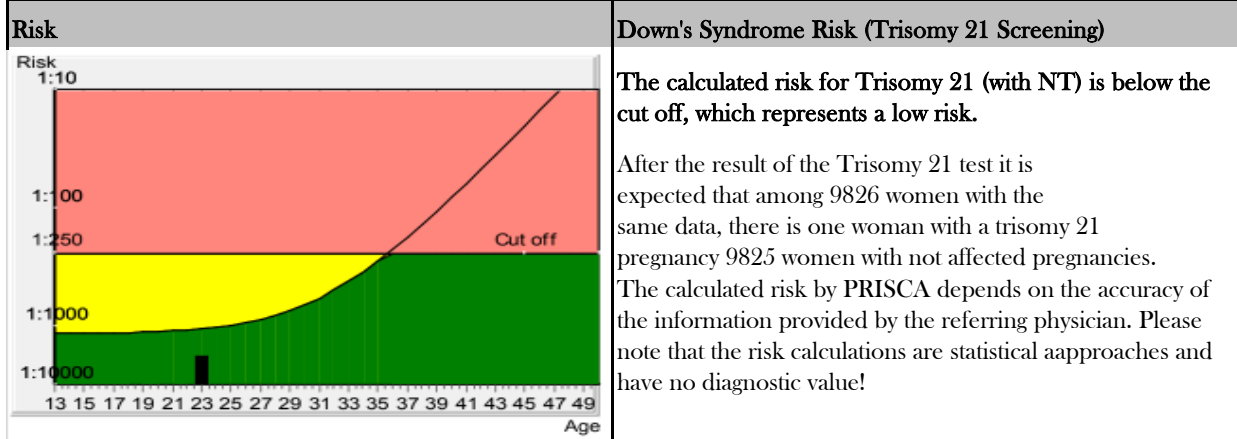 Risk
Down's Syndrome Risk (Trisomy 21 Screening)
Risk
1:10
1:100
1:250
Cut off
1:1000
1:10000
13 15 17 19 21 23 25 27 29 31 33 35 37 39 41 43 45 47 49
Age
The calculated risk for Trisomy 21 (with NT) is below the
cut off, which represents a low risk.
After the result of the Trisomy 21 test it is
expected that among 9826 women with the
same data, there is one woman with a trisomy 21
pregnancy 9825 women with not affected pregnancies.
The calculated risk by PRISCA depends on the accuracy of
the information provided by the referring physician. Please
note that the risk calculations are statistical aapproaches and
have no diagnostic value!